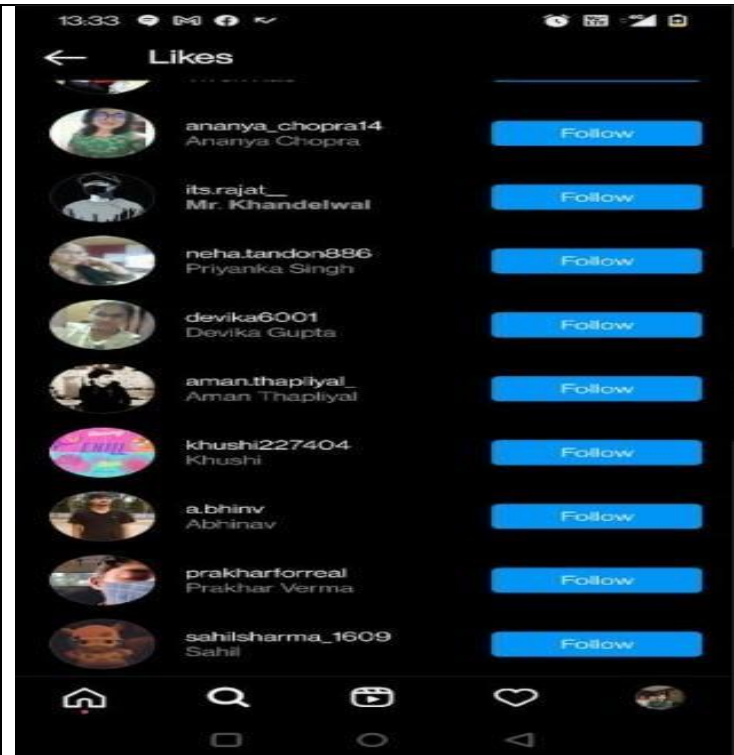 13:33
Likes
ananya_chopra14
Ananya Chopra
Follow
its.rajat__
Mr. Khandelwal
Follow
neha.tandon886
Priyanka Singh
Follow
devika6001
Devika Gupta
Follow
aman.thapliyal_
Aman Thapliyal
Follow
khushi227404
Khushi
Follow
CHILL
a.bhinv
Abhinav
Follow
prakharforreal
Prakhar Verma
Follow
sahilsharma_1609
Sahil
Follow